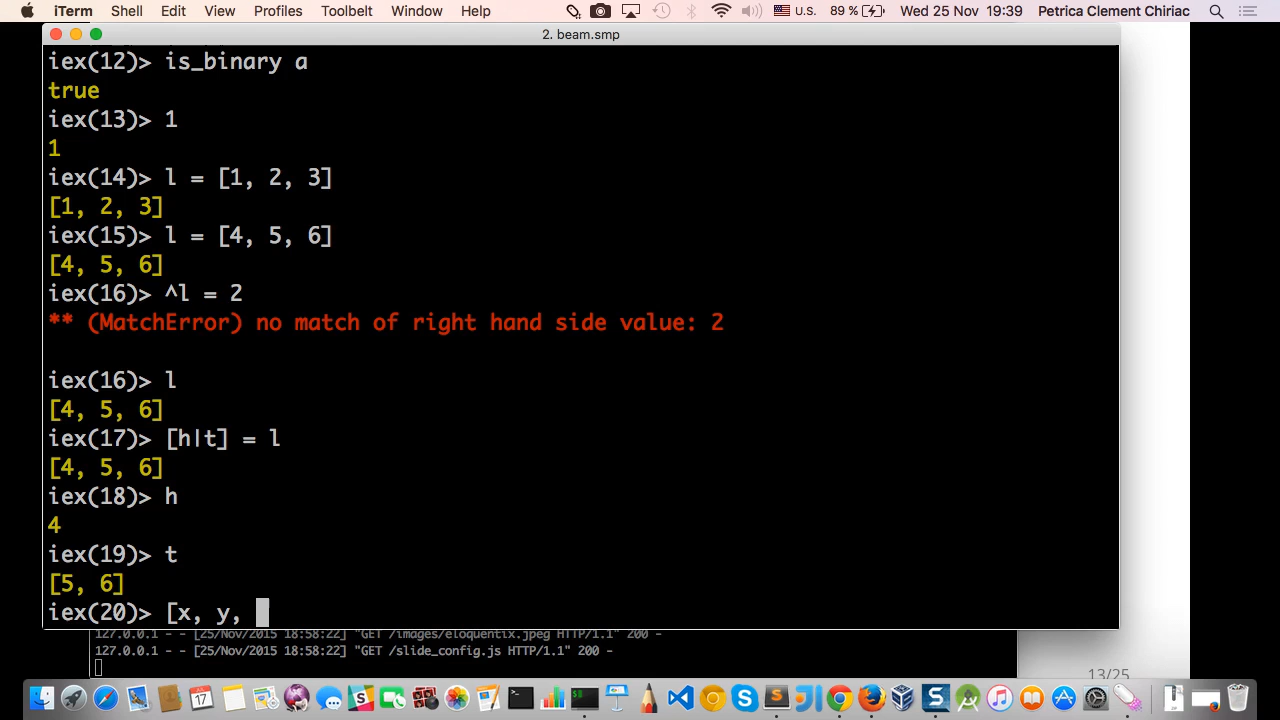 iTerm Shell Edit View Profiles Toolbelt Window Help U.S. 89 % Wed 25 Nov 19:39 Petrica Clement Chiriac
2. beam.smp
iex(12)> is_binary a
true
iex(13)> 1
1
iex(14)> l = [1, 2, 3]
[1, 2, 3]
iex(15)> l = [4, 5, 6]
[4, 5, 6]
iex(16)> ^l = 2
** (MatchError) no match of right hand side value: 2
iex(16)> l
[4, 5, 6]
iex(17)> [h|t] = l
[4, 5, 6]
iex(18)> h
4
iex(19)> t
[5, 6]
iex(20)> [x, y,
127.0.0.1 - - [25/Nov/2015 18:58:22] "GET /images/eloquentix.jpeg HTTP/1.1" 200 -
127.0.0.1 - - [25/Nov/2015 18:58:22] "GET /slide_config.js HTTP/1.1" 200 -
13/25
17